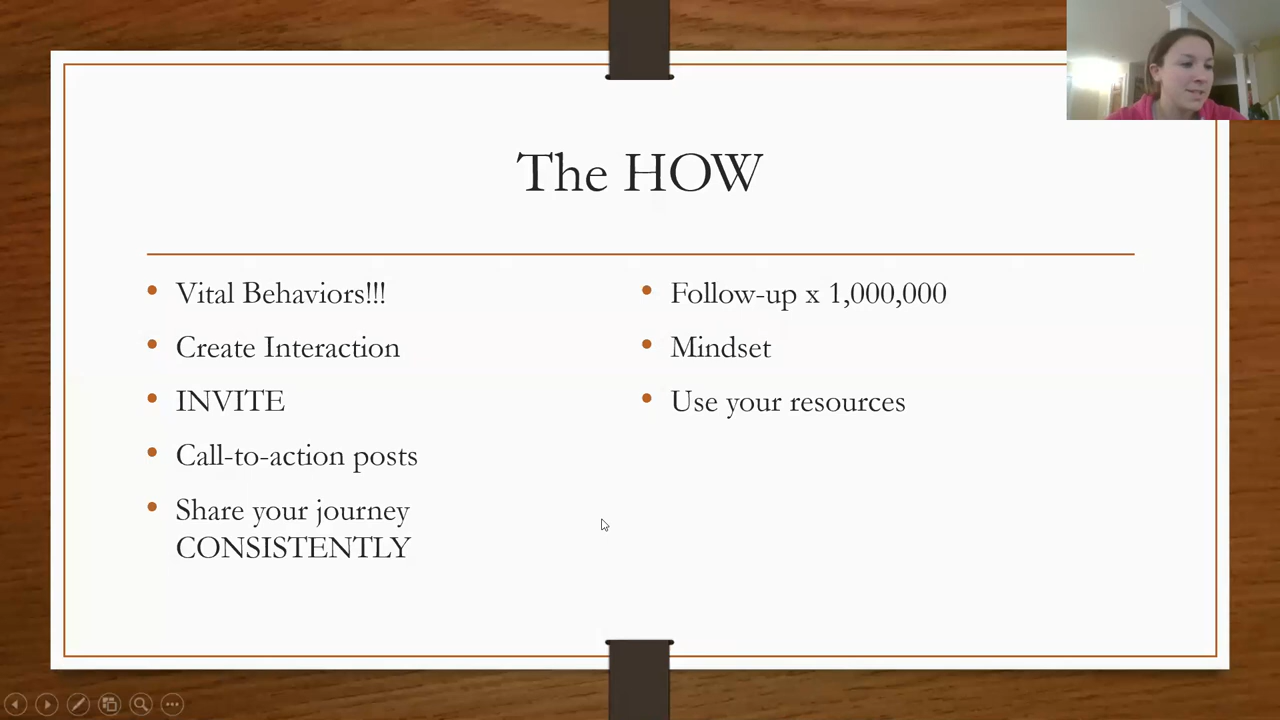 The HOW
Vital Behaviors!!!
Create Interaction
INVITE
Call-to-action posts
Share your journey
CONSISTENTLY
Follow-up x 1,000,000
Mindset
Use your resources